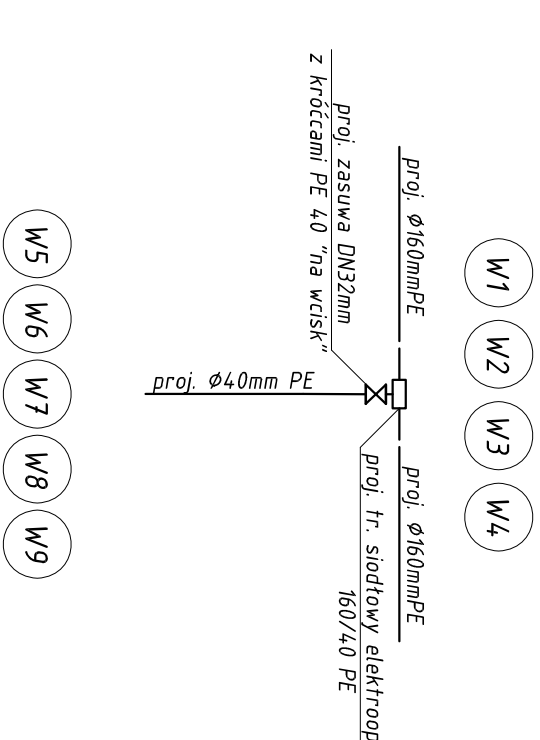 W1 W2 W3 W4
proj. Ø160mmPE
proj. Ø160mmPE
proj. zasuwa DN32mm
z króćcami PE 40 "na wcisk"
proj. tr. siodłowy elektroop
160/40 PE
proj. Ø40mm PE
W5 W6 W7 W8 W9